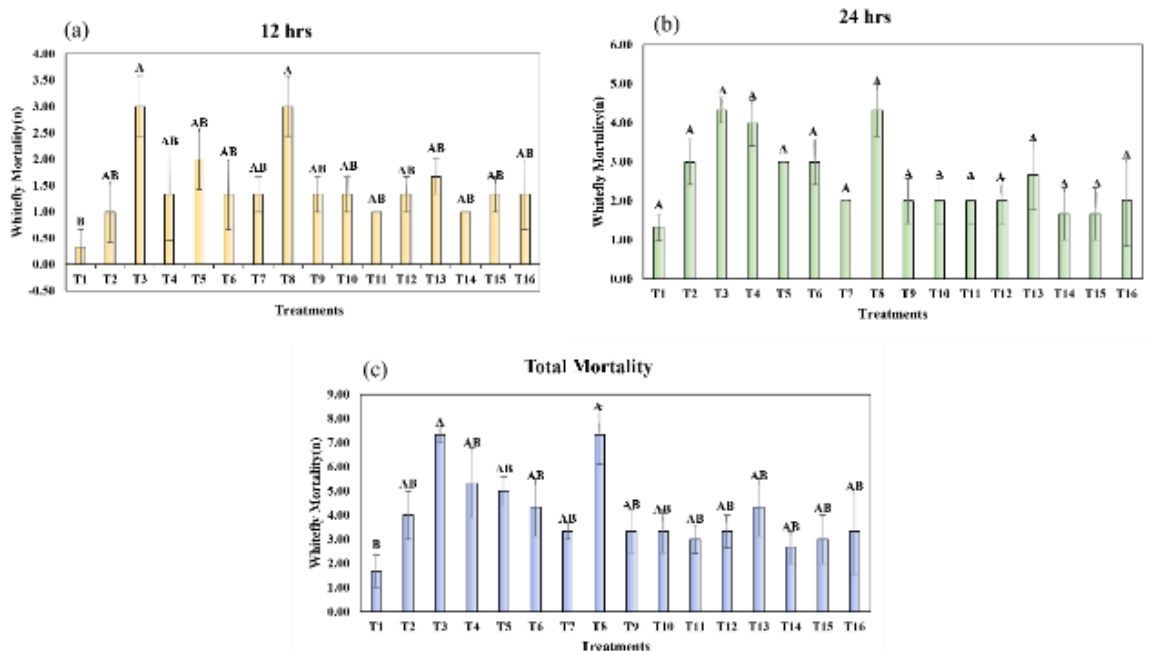 (a)
12 hrs
4.00
3.50
3.00
2.50
2.00
1.50
1.00
0.50
0.00
-0.50
Whitefly Mortality(n)
B AB A AB AB AB AB A AB AB AB AB AB AB AB AB
T1 T2 T3 T4 T5 T6 T7 T8 T9 T10 T11 T12 T13 T14 T15 T16
Treatments
(b)
24 hrs
6.00
5.00
4.00
3.00
2.00
1.00
0.00
Whitefly Mortality(n)
A A A A A A A A A A A A A A A A
T1 T2 T3 T4 T5 T6 T7 T8 T9 T10 T11 T12 T13 T14 T15 T16
Treatments
(c)
Total Mortality
9.00
8.00
7.00
6.00
5.00
4.00
3.00
2.00
1.00
0.00
Whitefly Mortality(n)
B AB A AB AB AB AB A AB AB AB AB AB AB AB AB
T1 T2 T3 T4 T5 T6 T7 T8 T9 T10 T11 T12 T13 T14 T15 T16
Treatments